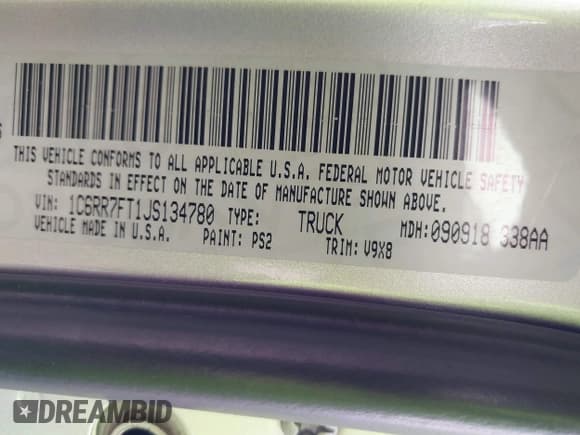 THIS VEHICLE CONFORMS TO ALL APPLICABLE U.S.A. FEDERAL MOTOR VEHICLE SAFETY
STANDARDS IN EFFECT ON THE DATE OF MANUFACTURE SHOWN ABOVE.
VIN: 1C6RR7FT1JS134780 TYPE: TRUCK MDH: 090918 338AA
VEHICLE MADE IN U.S.A. PAINT: PS2 TRIM: V9X8
DREAMBID